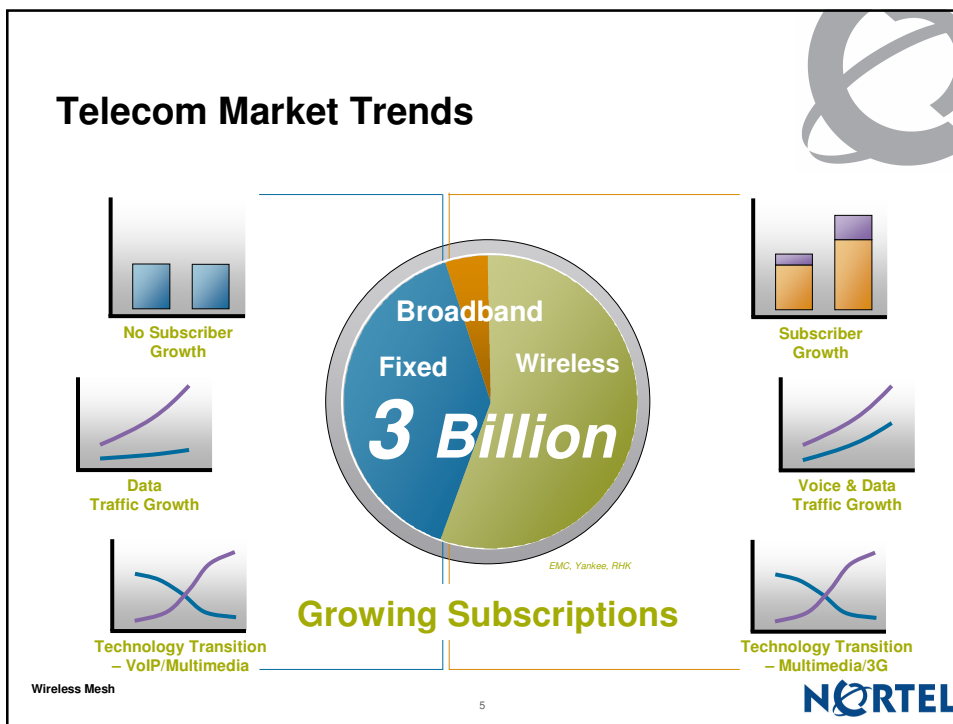 Telecom Market Trends
No Subscriber
Growth
Data
Traffic Growth
Technology Transition
– VoIP/Multimedia
Broadband
Fixed
Wireless
3 Billion
EMC, Yankee, RHK
Growing Subscriptions
Subscriber
Growth
Voice & Data
Traffic Growth
Technology Transition
– Multimedia/3G
Wireless Mesh
5
NORTEL